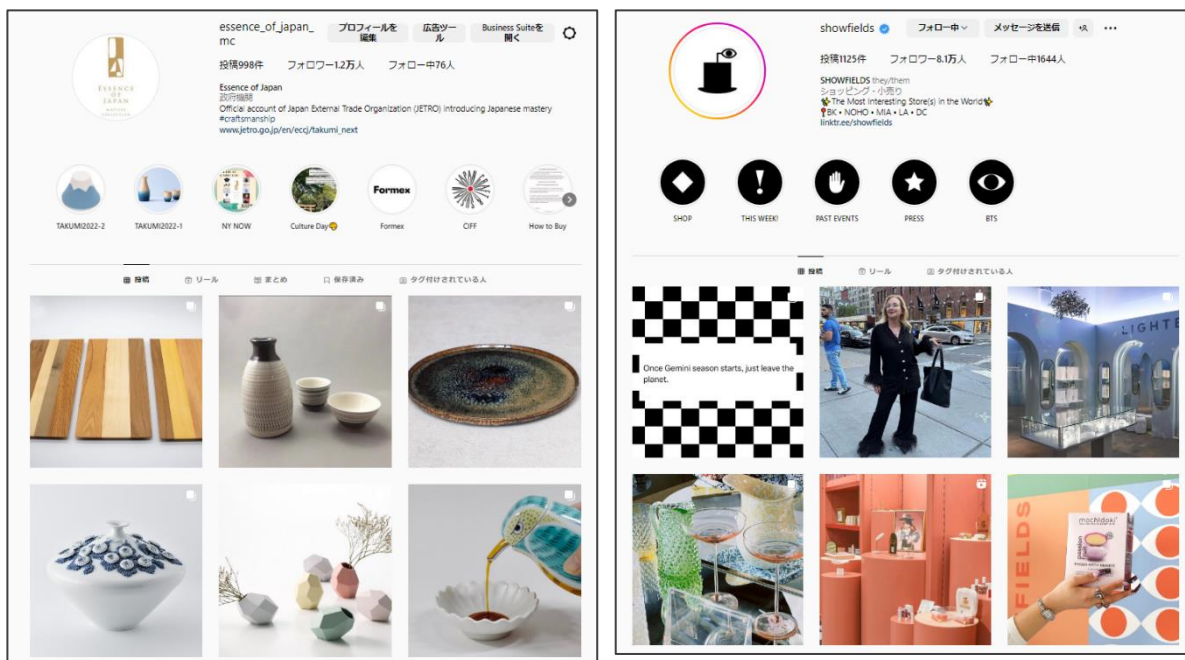 essence_of_japan_
mc
プロフィールを
編集
広告ツー
ル
Business Suiteを
開く
投稿998件 フォロワー1.2万人 フォロー中76人
Essence of Japan
政府機関
Official account of Japan External Trade Organization (JETRO) introducing Japanese mastery
#craftsmanship
www.jetro.go.jp/en/eccj/takumi_next
ESSENCE
OF
JAPAN
Formex
TAKUMI2022-2 TAKUMI2022-1 NY NOW Culture Day Formex CIFF How to Buy
投稿 リール まとめ 保存済み タグ付けされている人
showfields フォロー中 メッセージを送信
投稿1125件 フォロワー8.1万人 フォロー中1644人
SHOWFIELDS they/them
ショッピング・小売り
The Most Interesting Store(s) in the World
BK • NOHO • MIA • LA • DC
linktr.ee/showfields
SHOP THIS WEEK! PAST EVENTS PRESS BTS
投稿 リール タグ付けされている人
Once Gemini season starts, just leave the
planet.
LIGHTE
FIELDS
mochidoki